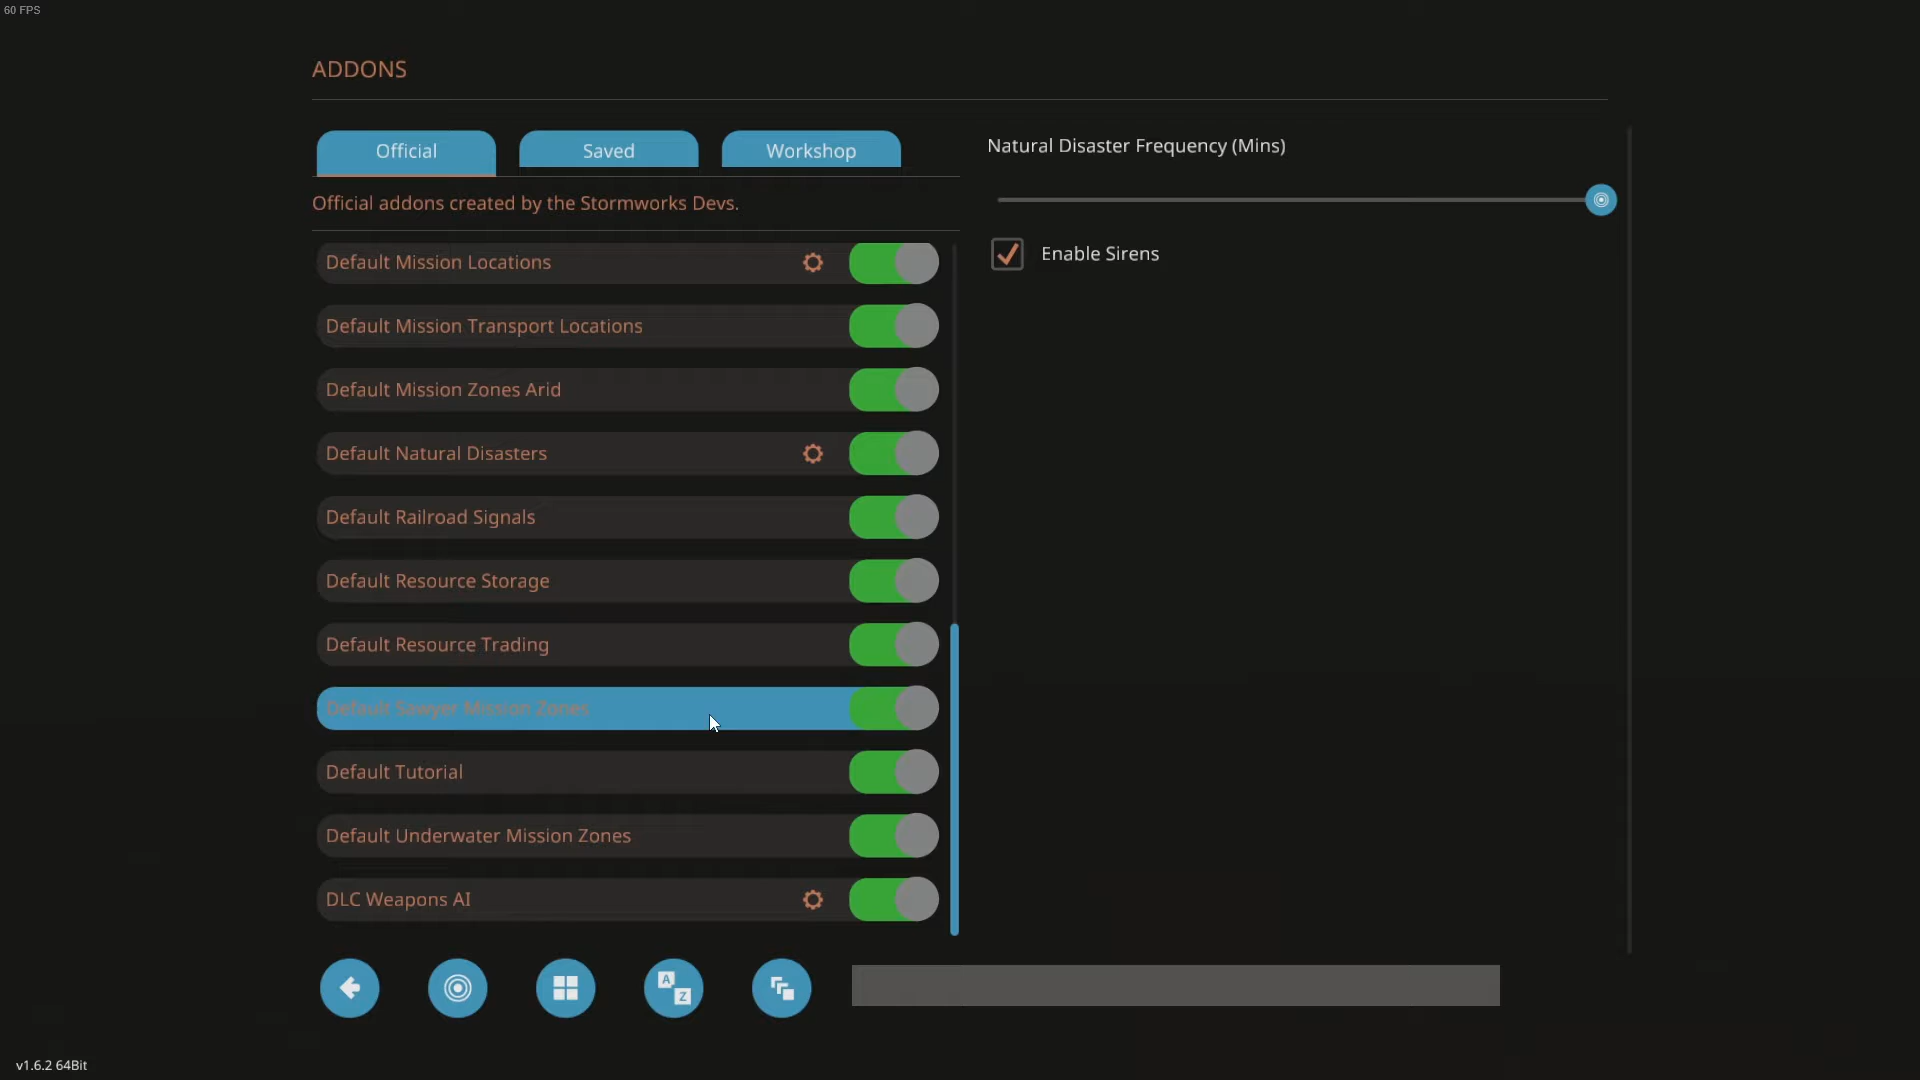 60 FPS
ADDONS
Official
Saved
Workshop
Official addons created by the Stormworks Devs.
Default Mission Locations
Default Mission Transport Locations
Default Mission Zones Arid
Default Natural Disasters
Default Railroad Signals
Default Resource Storage
Default Resource Trading
Default Sawyer Mission Zones
Default Tutorial
Default Underwater Mission Zones
DLC Weapons AI
Natural Disaster Frequency (Mins)
Enable Sirens
A
Z
v1.6.2 64Bit